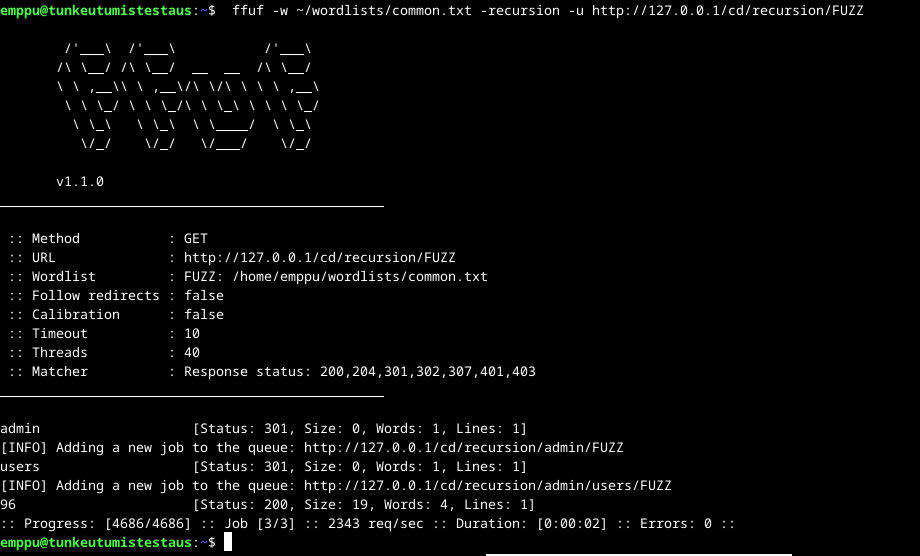 emppu@tunkeutumistestaus:~$  ffuf -w ~/wordlists/common.txt -recursion -u http://127.0.0.1/cd/recursion/FUZZ
        /'___\  /'___\           /'___\
       /\ \__/ /\ \__/  __  __  /\ \__/
       \ \ ,__\\ \ ,__\/\ \/\ \ \ \ ,__\
        \ \ \_/ \ \ \_/\ \ \_\ \ \ \ \_/
         \ \_\   \ \_\  \ \____/  \ \_\
          \/_/    \/_/   \/___/    \/_/
       v1.1.0
________________________________________________
 :: Method           : GET
 :: URL              : http://127.0.0.1/cd/recursion/FUZZ
 :: Wordlist         : FUZZ: /home/emppu/wordlists/common.txt
 :: Follow redirects : false
 :: Calibration      : false
 :: Timeout          : 10
 :: Threads          : 40
 :: Matcher          : Response status: 200,204,301,302,307,401,403
________________________________________________
admin                   [Status: 301, Size: 0, Words: 1, Lines: 1]
[INFO] Adding a new job to the queue: http://127.0.0.1/cd/recursion/admin/FUZZ
users                   [Status: 301, Size: 0, Words: 1, Lines: 1]
[INFO] Adding a new job to the queue: http://127.0.0.1/cd/recursion/admin/users/FUZZ
96                      [Status: 200, Size: 19, Words: 4, Lines: 1]
:: Progress: [4686/4686] :: Job [3/3] :: 2343 req/sec :: Duration: [0:00:02] :: Errors: 0 ::
emppu@tunkeutumistestaus:~$